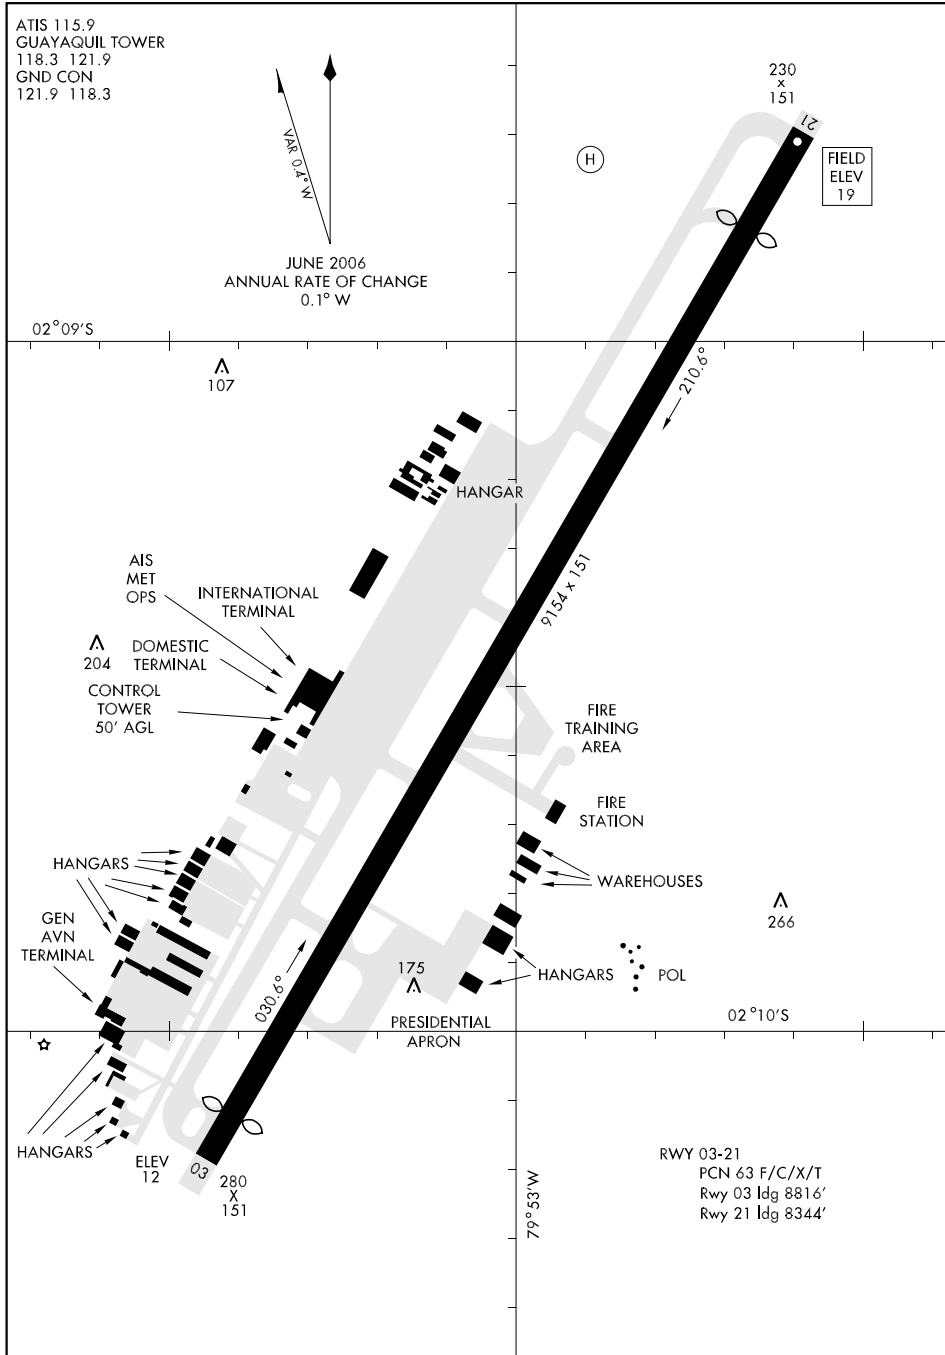 ATIS 115.9
GUAYAQUIL TOWER
118.3 121.9
GND CON
121.9 118.3
VAR 0.4° W
JUNE 2006
ANNUAL RATE OF CHANGE
0.1° W
230
x
151
21
H
FIELD
ELEV
19
02°09'S
107
210.6°
HANGAR
9154 x 151
AIS
MET
OPS
INTERNATIONAL
TERMINAL
204
DOMESTIC
TERMINAL
CONTROL
TOWER
50' AGL
FIRE
TRAINING
AREA
FIRE
STATION
HANGARS
WAREHOUSES
GEN
AVN
TERMINAL
266
030.6°
175
HANGARS
POL
PRESIDENTIAL
APRON
02°10'S
HANGARS
ELEV
12
03
280
X
151
79°53'W
RWY 03-21
PCN 63 F/C/X/T
Rwy 03 ldg 8816'
Rwy 21 ldg 8344'